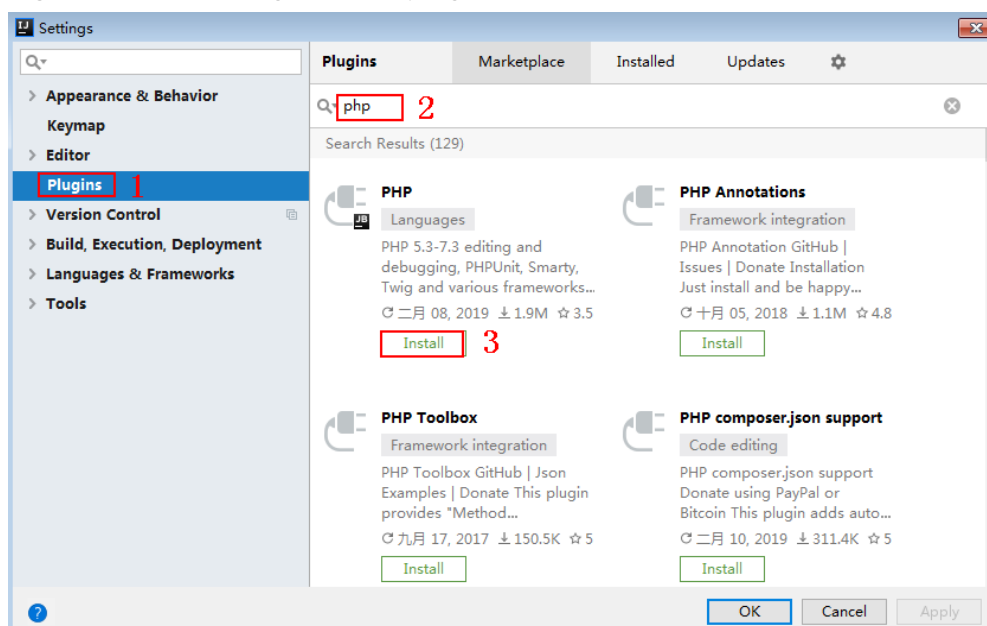 Settings
Appearance & Behavior
Keymap
Editor
Plugins
1
Version Control
Build, Execution, Deployment
Languages & Frameworks
Tools
Plugins Marketplace Installed Updates
php 2
Search Results (129)
PHP
Languages
PHP 5.3-7.3 editing and
debugging, PHPUnit, Smarty,
Twig and various frameworks...
二月 08, 2019 1.9M 3.5
Install 3
PHP Annotations
Framework integration
PHP Annotation GitHub |
Issues | Donate Installation
Just install and be happy...
十月 05, 2018 1.1M 4.8
Install
PHP Toolbox
Framework integration
PHP Toolbox GitHub | Json
Examples | Donate This plugin
provides "Method...
九月 17, 2017 150.5K 5
Install
PHP composer.json support
Code editing
PHP composer.json support
Donate using PayPal or
Bitcoin This plugin adds auto...
二月 10, 2019 311.4K 5
Install
?
OK Cancel Apply